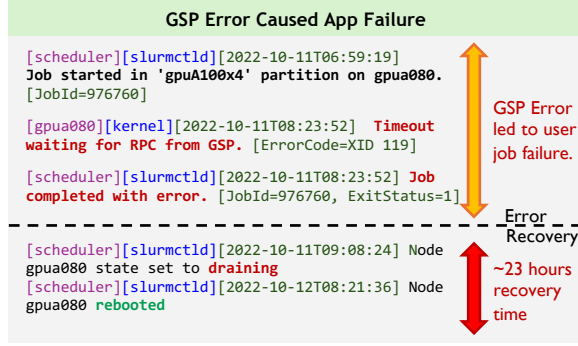 GSP Error Caused App Failure
[scheduler][slurmctld][2022-10-11T06:59:19]
Job started in 'gpuA100x4' partition on gpua080.
[JobId=976760]
[gpua080][kernel][2022-10-11T08:23:52] Timeout
waiting for RPC from GSP. [ErrorCode=XID 119]
[scheduler][slurmctld][2022-10-11T08:23:52] Job
completed with error. [JobId=976760, ExitStatus=1]
GSP Error
led to user
job failure.
Error
Recovery
[scheduler][slurmctld][2022-10-11T09:08:24] Node
gpua080 state set to draining
[scheduler][slurmctld][2022-10-12T08:21:36] Node
gpua080 rebooted
~23 hours
recovery
time